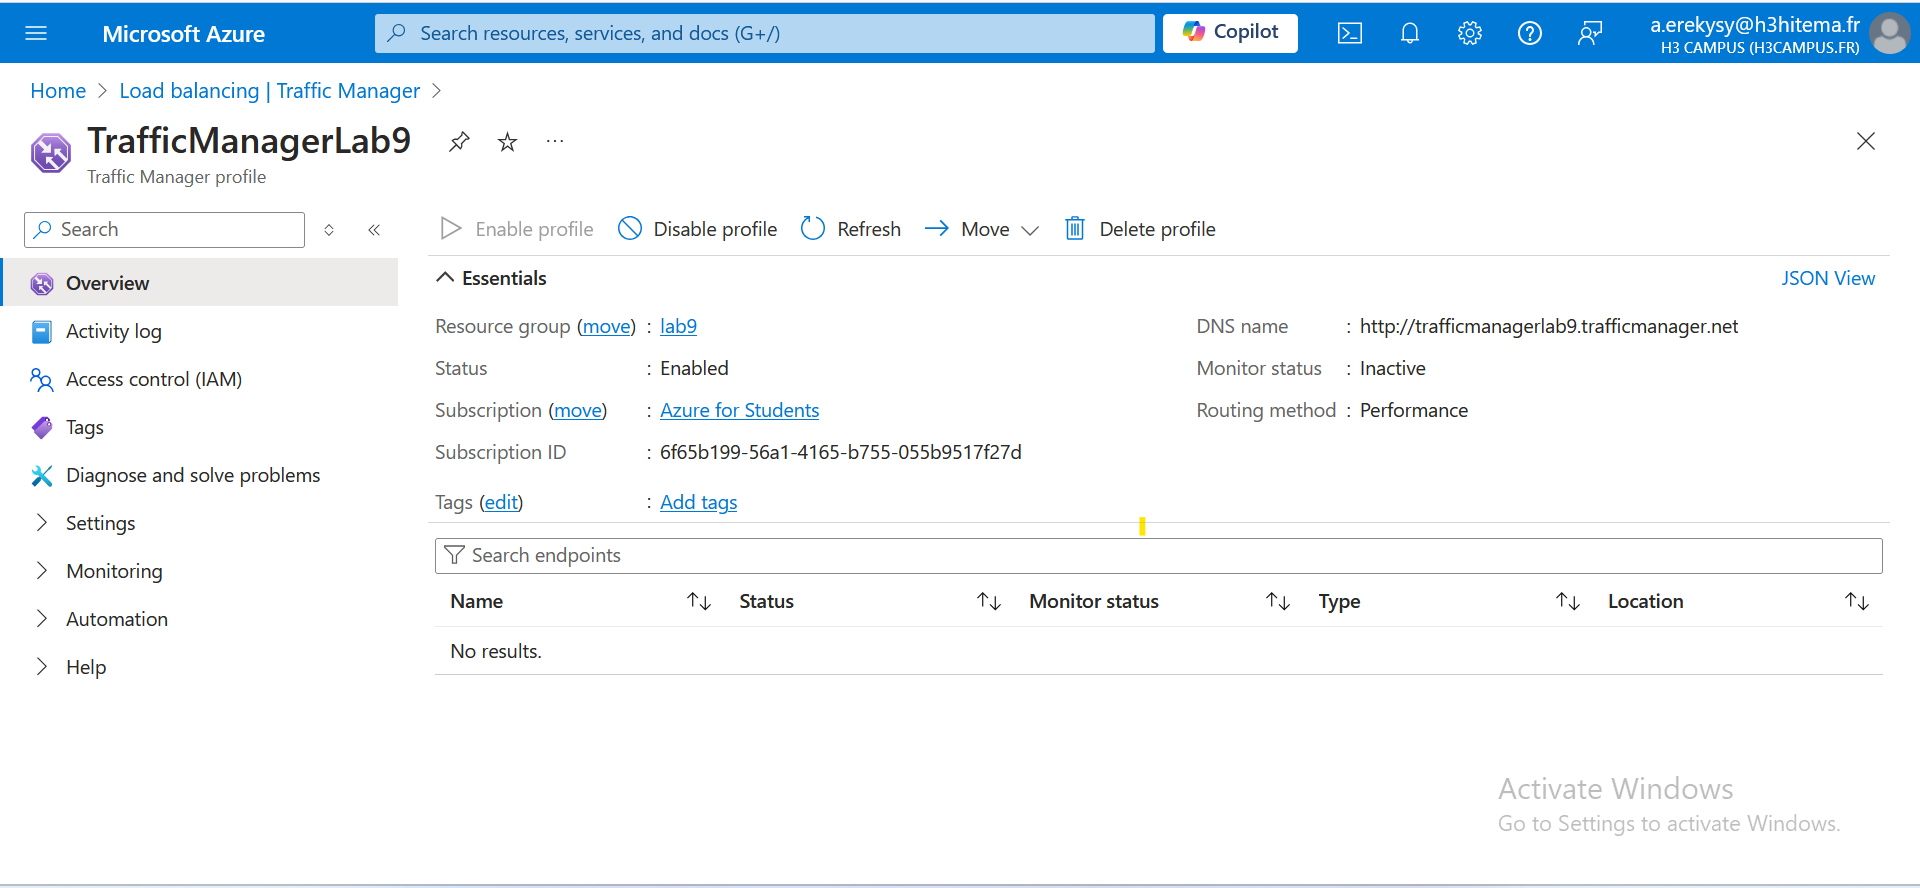 Microsoft Azure
Search resources, services, and docs (G+/)
Copilot
a.erekysy@h3hitema.fr
H3 CAMPUS (H3CAMPUS.FR)
Home > Load balancing | Traffic Manager >
TrafficManagerLab9
Traffic Manager profile
Search
Overview
Activity log
Access control (IAM)
Tags
Diagnose and solve problems
Settings
Monitoring
Automation
Help
Enable profile Disable profile Refresh Move Delete profile
Essentials
JSON View
Resource group (move) : lab9
Status : Enabled
Subscription (move) : Azure for Students
Subscription ID : 6f65b199-56a1-4165-b755-055b9517f27d
Tags (edit) : Add tags
DNS name : http://trafficmanagerlab9.trafficmanager.net
Monitor status : Inactive
Routing method : Performance
Search endpoints
Name Status Monitor status Type Location
No results.
Activate Windows
Go to Settings to activate Windows.